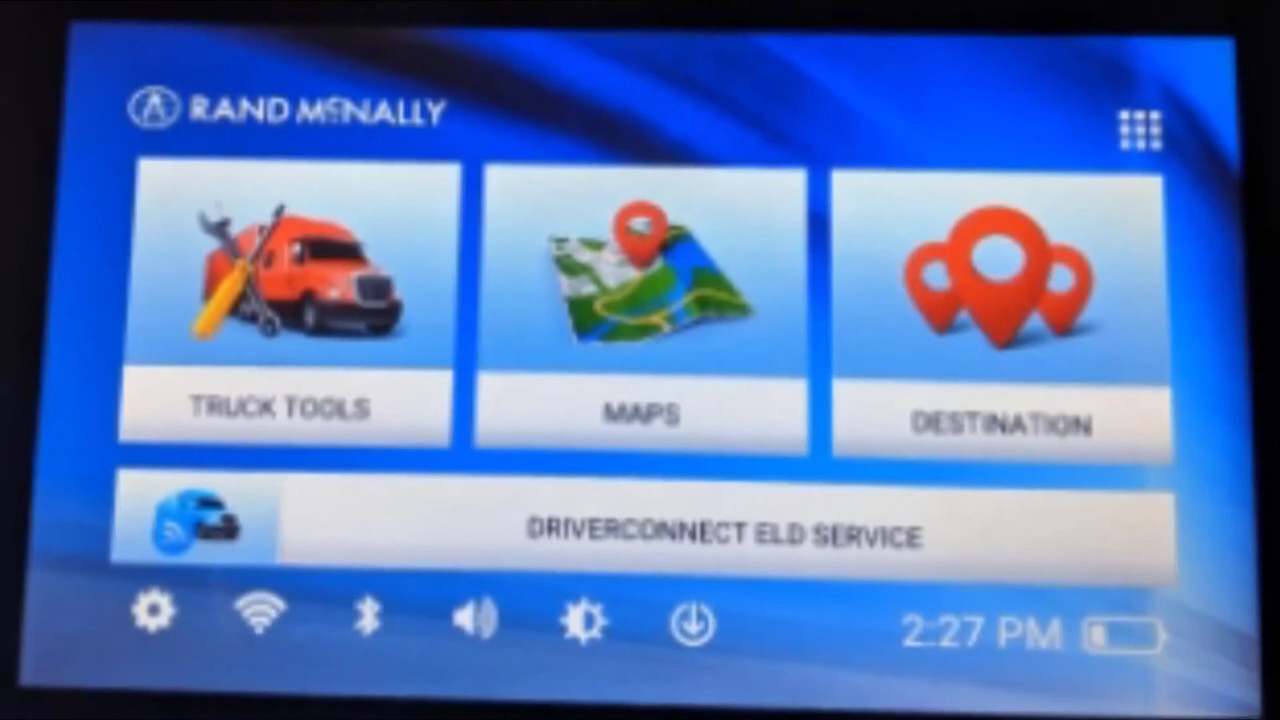 RAND McNALLY
TRUCK TOOLS
MAPS
DESTINATION
DRIVERCONNECT ELD SERVICE
2:27 PM